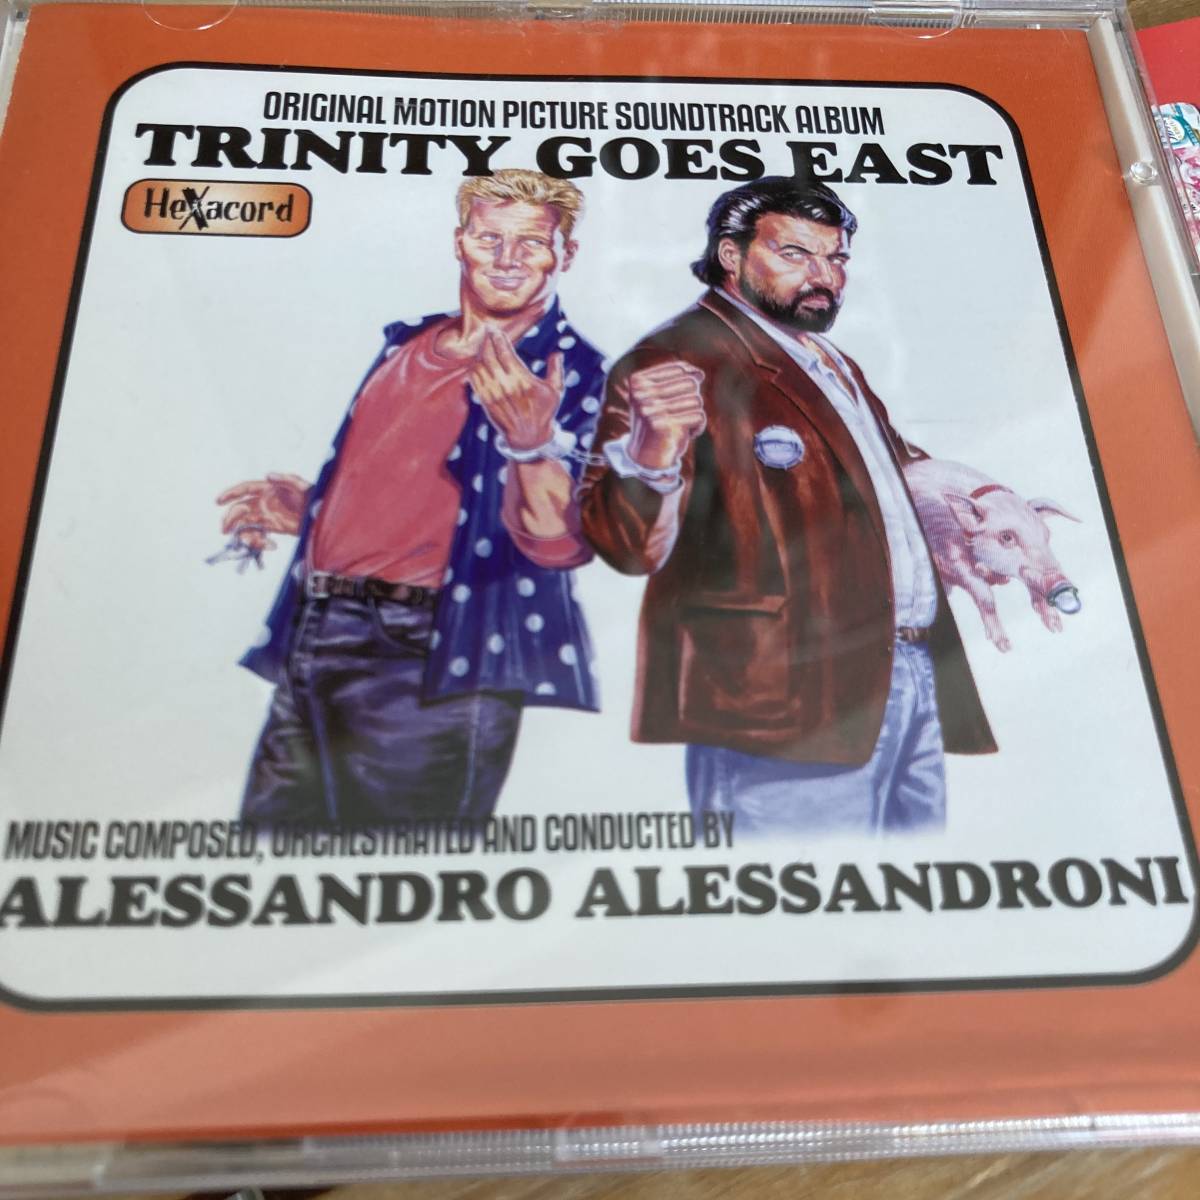 ORIGINAL MOTION PICTURE SOUNDTRACK ALBUM
TRINITY GOES EAST
HeXacord
MUSIC COMPOSED, ORCHESTRATED AND CONDUCTED BY
ALESSANDRO ALESSANDRONI